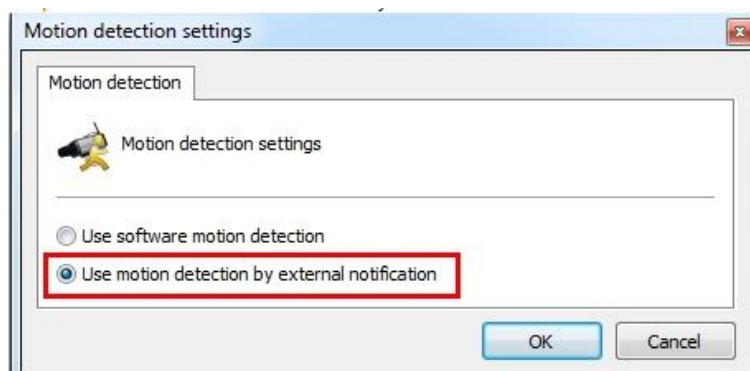 Motion detection settings
Motion detection
Motion detection settings
Use software motion detection
Use motion detection by external notification
OK Cancel